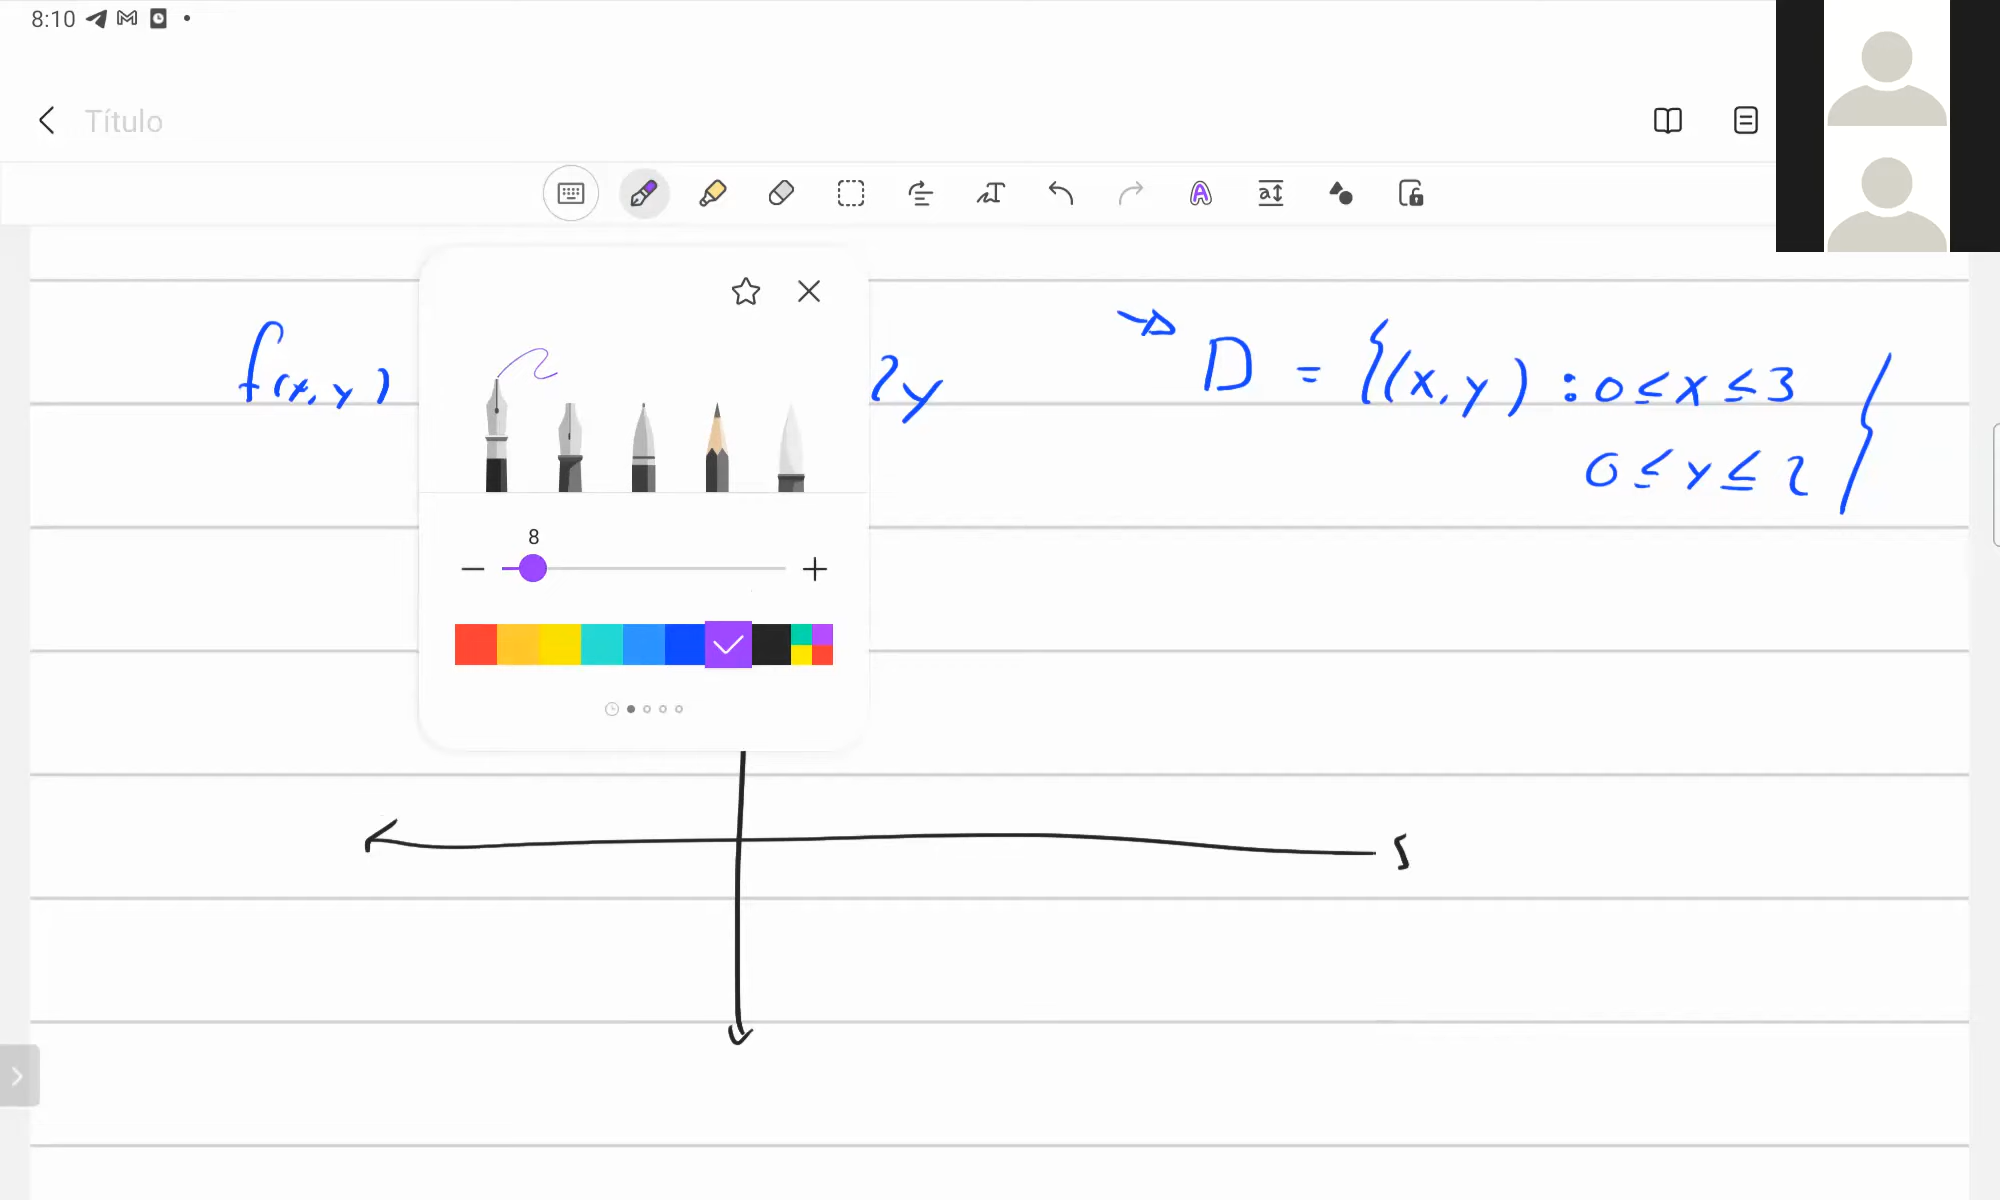 8:10
Título
8
f(x,y) 2y → D = {(x,y) : 0 ≤ x ≤ 3
0 ≤ y ≤ 2 }